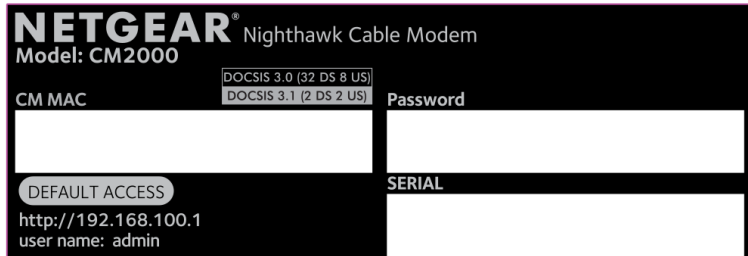 NETGEAR® Nighthawk Cable Modem
Model: CM2000
DOCSIS 3.0 (32 DS 8 US)
DOCSIS 3.1 (2 DS 2 US)
CM MAC
Password
DEFAULT ACCESS
http://192.168.100.1
user name: admin
SERIAL